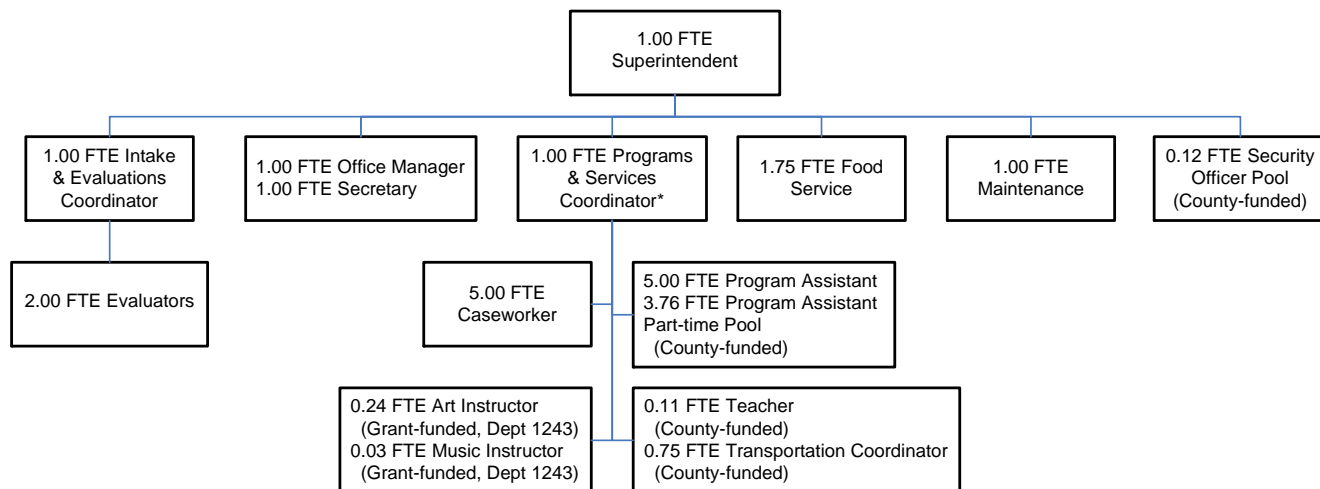 1.00 FTE
Superintendent
1.00 FTE Intake
& Evaluations
Coordinator
1.00 FTE Office Manager
1.00 FTE Secretary
1.00 FTE Programs
& Services
Coordinator*
1.75 FTE Food
Service
1.00 FTE
Maintenance
0.12 FTE Security
Officer Pool
(County-funded)
2.00 FTE Evaluators
5.00 FTE
Caseworker
5.00 FTE Program Assistant
3.76 FTE Program Assistant
Part-time Pool
(County-funded)
0.24 FTE Art Instructor
(Grant-funded, Dept 1243)
0.03 FTE Music Instructor
(Grant-funded, Dept 1243)
0.11 FTE Teacher
(County-funded)
0.75 FTE Transportation Coordinator
(County-funded)